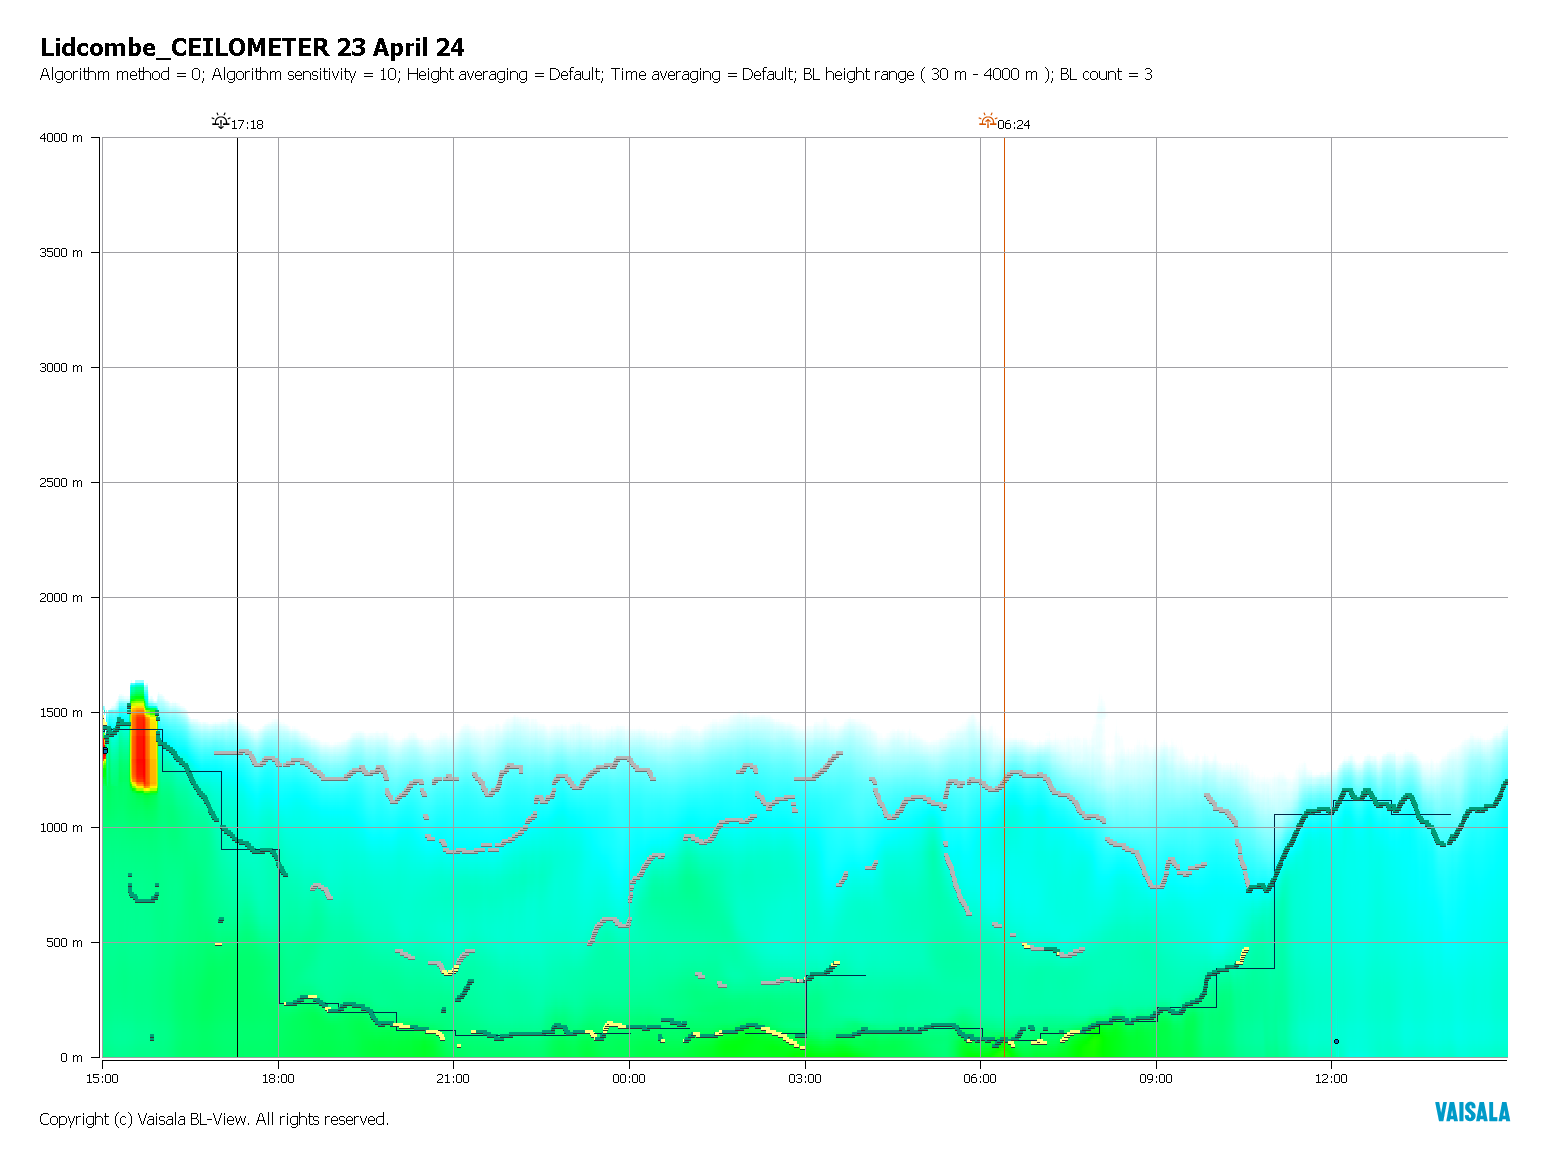 Lidcombe_CEILOMETER 23 April 24
Algorithm method = 0; Algorithm sensitivity = 10; Height averaging = Default; Time averaging = Default; BL height range ( 30 m - 4000 m ); BL count = 3
17:18
06:24
4000 m
3500 m
3000 m
2500 m
2000 m
1500 m
1000 m
500 m
0 m
15:00 18:00 21:00 00:00 03:00 06:00 09:00 12:00
Copyright (c) Vaisala BL-View. All rights reserved.
VAISALA